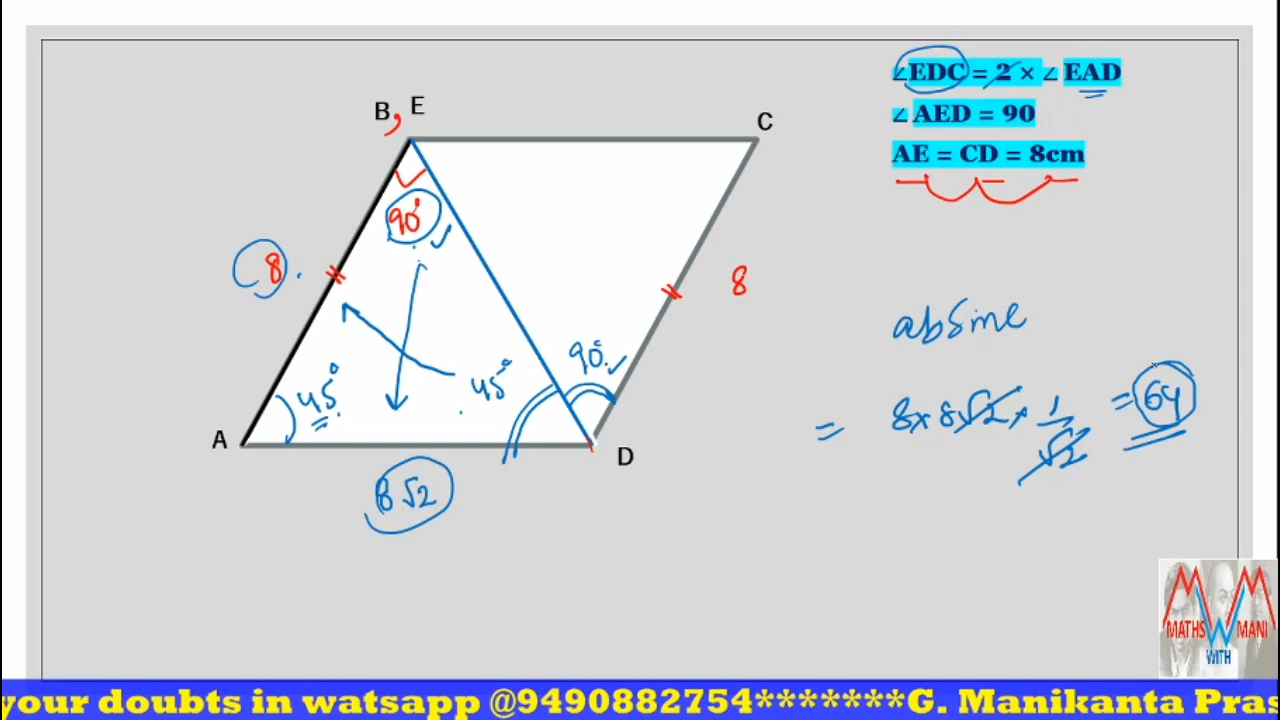 ∠EDC = 2 × ∠ EAD
∠ AED = 90
AE = CD = 8cm
B, E
C
90°
8
8
90°
45°
45°
A
D
8√2
absinc
= 8×8√2 × 1/√2 = 64
MATHS MANI
WITH
your doubts in watsapp @9490882754*******G. Manikanta Pras